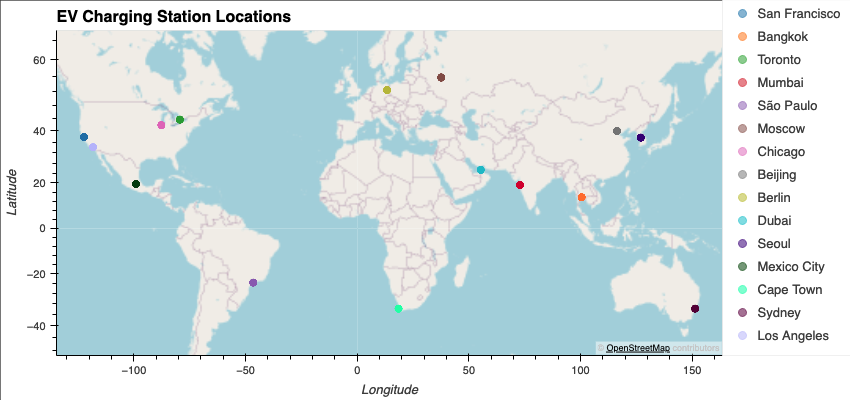 EV Charging Station Locations
Latitude
60
40
20
0
−20
−40
−100
−50
0
50
100
150
Longitude
© OpenStreetMap contributors
San Francisco
Bangkok
Toronto
Mumbai
São Paulo
Moscow
Chicago
Beijing
Berlin
Dubai
Seoul
Mexico City
Cape Town
Sydney
Los Angeles